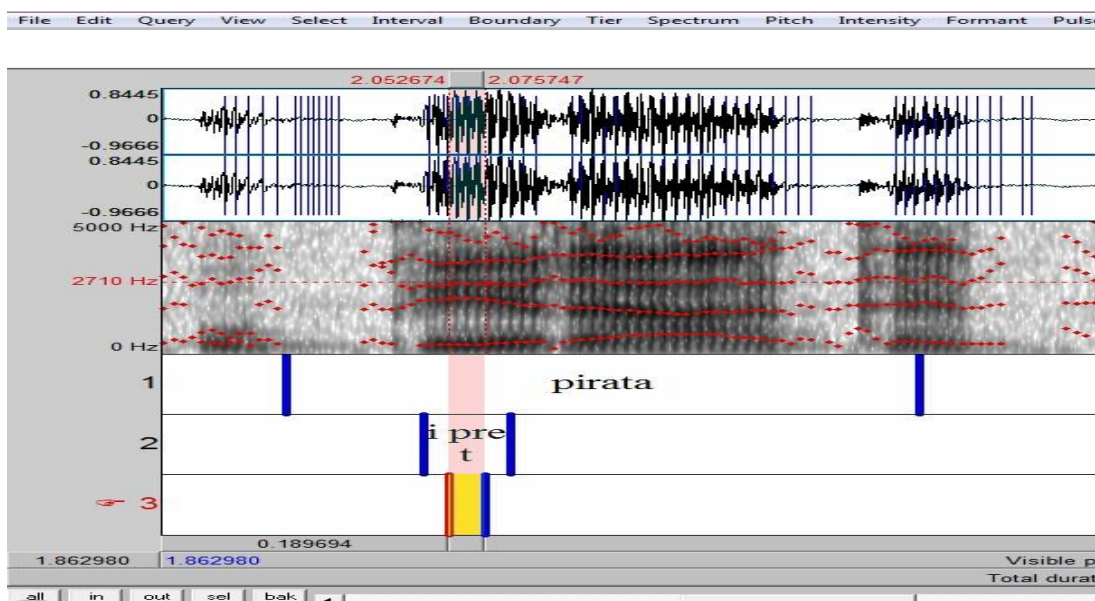 File Edit Query View Select Interval Boundary Tier Spectrum Pitch Intensity Formant Puls
2.052674 2.075747
0.8445
0
-0.9666
0.8445
0
-0.9666
5000 Hz
2710 Hz
0 Hz
1 pirata
2 i pre
t
3
0.189694
1.862980 1.862980 Visible p
Total durat
all in out sel bak